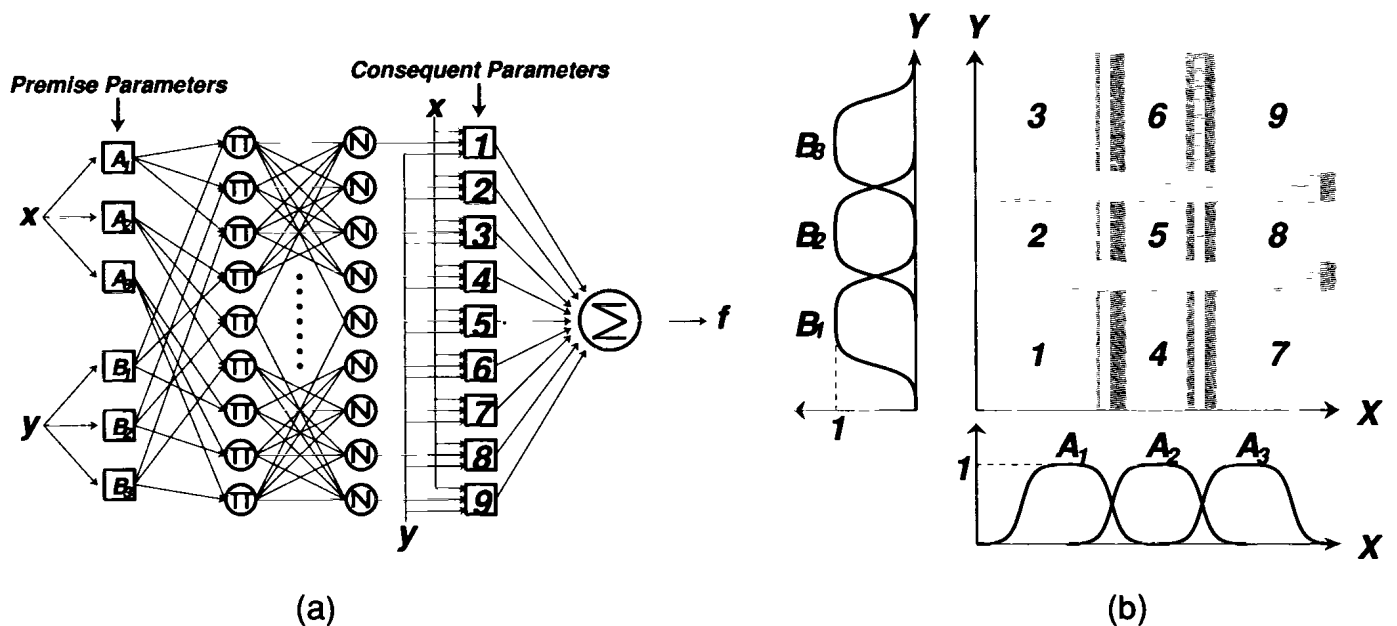 Premise Parameters
Consequent Parameters
x
A1
A2
A3
x
B1
B2
B3
y
Π
Π
Π
Π
Π
Π
Π
Π
Π
N
N
N
N
N
N
N
N
N
1
2
3
4
5
6
7
8
9
y
Σ
f
(a)
Y
B3
B2
B1
1
Y
3 6 9
2 5 8
1 4 7
X
A1 A2 A3
1
X
(b)